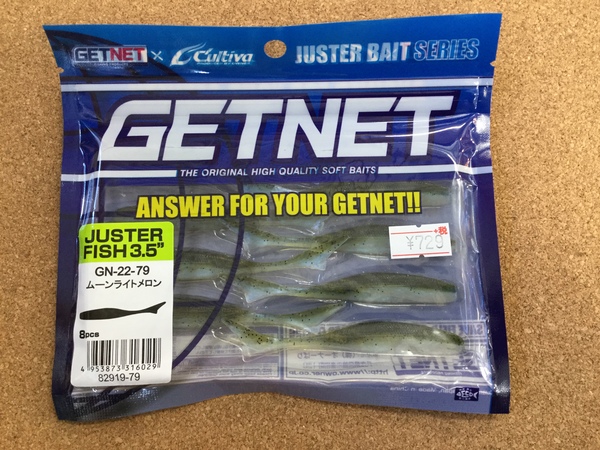 GETNET × Cultiva JUSTER BAIT SERIES
GETNET
THE ORIGINAL HIGH QUALITY SOFT BAITS
ANSWER FOR YOUR GETNET!!
JUSTER
FISH 3.5"
GN-22-79
ムーンライトメロン
8pcs
4 953873 316029
82919-79
+税
¥729